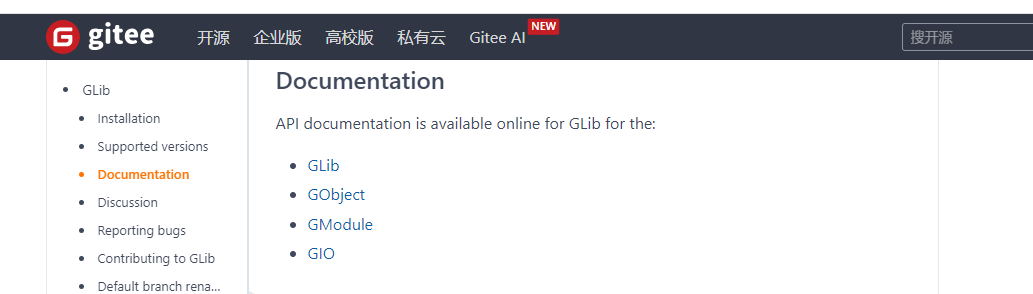 gitee 开源 企业版 高校版 私有云 Gitee AI NEW 搜开源
GLib
Installation
Supported versions
Documentation
Discussion
Reporting bugs
Contributing to GLib
Default branch rena...
Documentation
API documentation is available online for GLib for the:
GLib
GObject
GModule
GIO